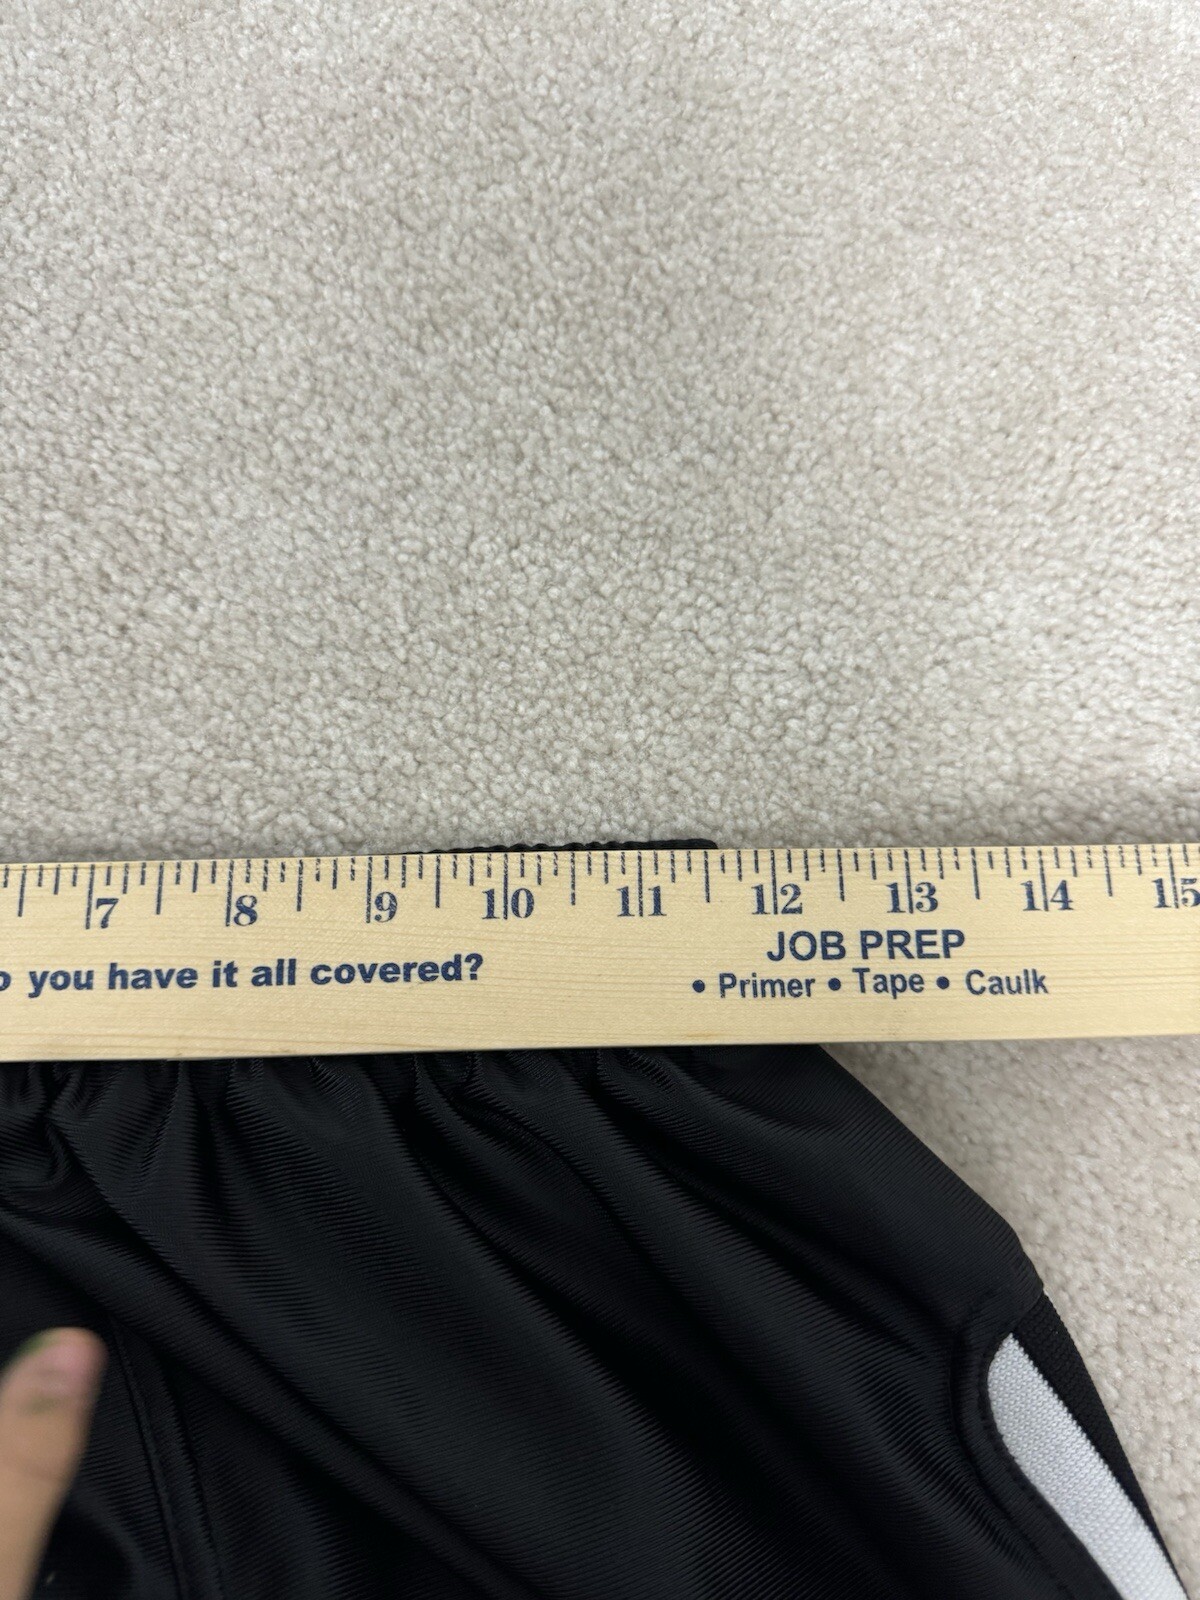 7 8 9 10 11 12 13 14 15
you have it all covered?
JOB PREP
• Primer • Tape • Caulk